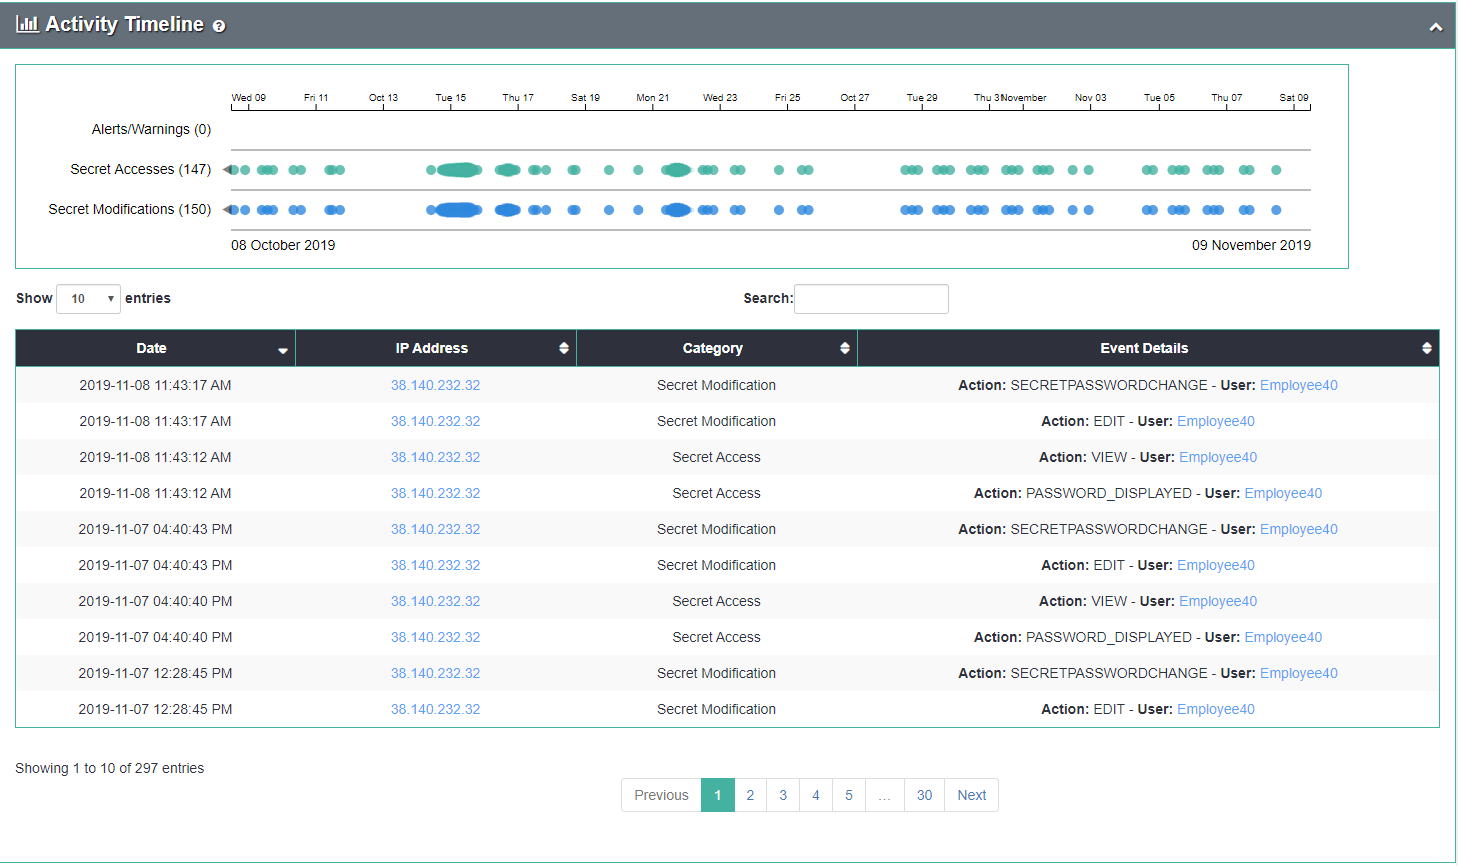 Activity Timeline ?
Wed 09 Fri 11 Oct 13 Tue 15 Thu 17 Sat 19 Mon 21 Wed 23 Fri 25 Oct 27 Tue 29 Thu 31 November Nov 03 Tue 05 Thu 07 Sat 09
Alerts/Warnings (0)
Secret Accesses (147)
Secret Modifications (150)
08 October 2019 09 November 2019
Show 10 entries Search:
Date IP Address Category Event Details
2019-11-08 11:43:17 AM 38.140.232.32 Secret Modification Action: SECRETPASSWORDCHANGE - User: Employee40
2019-11-08 11:43:17 AM 38.140.232.32 Secret Modification Action: EDIT - User: Employee40
2019-11-08 11:43:12 AM 38.140.232.32 Secret Access Action: VIEW - User: Employee40
2019-11-08 11:43:12 AM 38.140.232.32 Secret Access Action: PASSWORD_DISPLAYED - User: Employee40
2019-11-07 04:40:43 PM 38.140.232.32 Secret Modification Action: SECRETPASSWORDCHANGE - User: Employee40
2019-11-07 04:40:43 PM 38.140.232.32 Secret Modification Action: EDIT - User: Employee40
2019-11-07 04:40:40 PM 38.140.232.32 Secret Access Action: VIEW - User: Employee40
2019-11-07 04:40:40 PM 38.140.232.32 Secret Access Action: PASSWORD_DISPLAYED - User: Employee40
2019-11-07 12:28:45 PM 38.140.232.32 Secret Modification Action: SECRETPASSWORDCHANGE - User: Employee40
2019-11-07 12:28:45 PM 38.140.232.32 Secret Modification Action: EDIT - User: Employee40
Showing 1 to 10 of 297 entries
Previous 1 2 3 4 5 … 30 Next